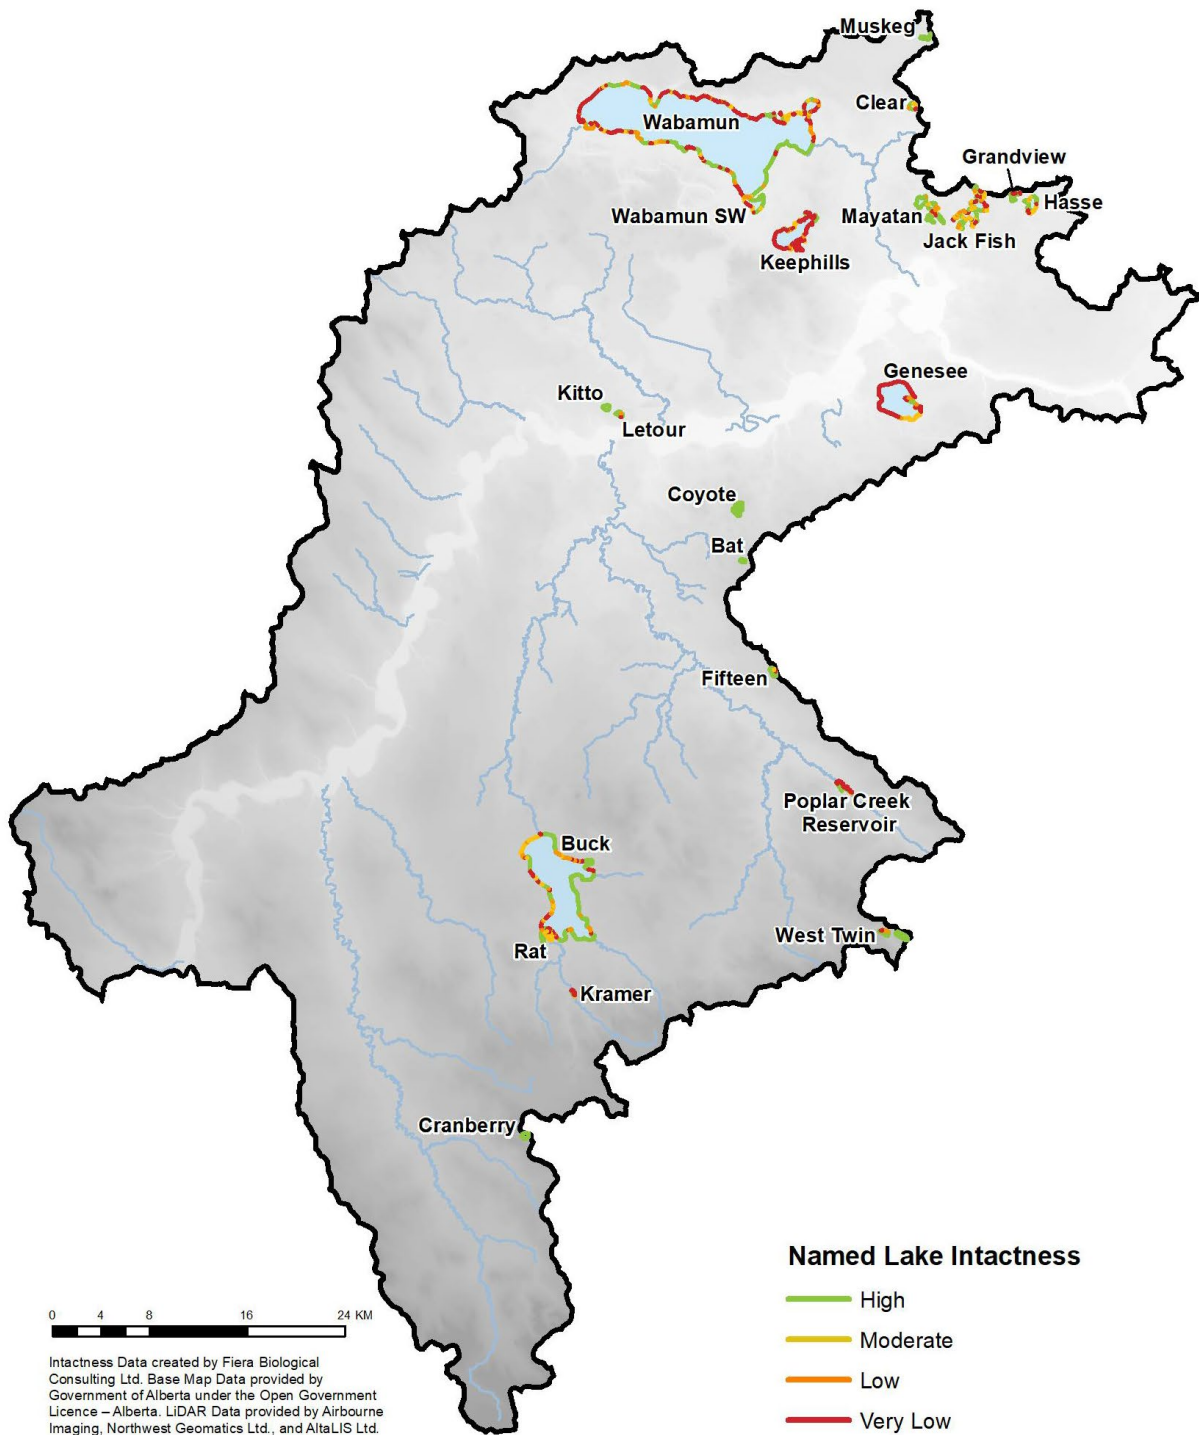 Muskeg
Wabamun
Clear
Grandview
Hasse
Wabamun SW
Mayatan
Jack Fish
Keephills
Genesee
Kitto
Letour
Coyote
Bat
Fifteen
Poplar Creek
Reservoir
Buck
West Twin
Rat
Kramer
Cranberry
Named Lake Intactness
High
Moderate
Low
Very Low
0 4 8 16 24 KM
Intactness Data created by Fiera Biological
Consulting Ltd. Base Map Data provided by
Government of Alberta under the Open Government
Licence – Alberta. LiDAR Data provided by Airbourne
Imaging, Northwest Geomatics Ltd., and AltaLIS Ltd.